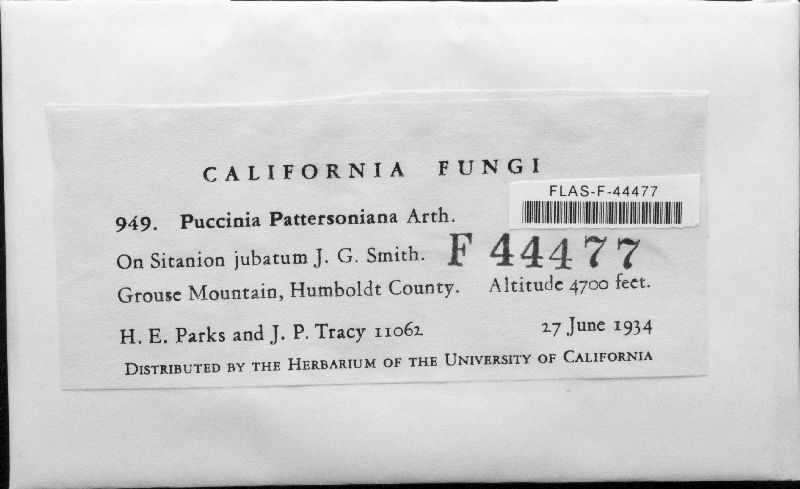 CALIFORNIA FUNGI
FLAS-F-44477
949. Puccinia Pattersoniana Arth.
On Sitanion jubatum J. G. Smith.
F 44477
Grouse Mountain, Humboldt County. Altitude 4700 feet.
H. E. Parks and J. P. Tracy 11062 27 June 1934
DISTRIBUTED BY THE HERBARIUM OF THE UNIVERSITY OF CALIFORNIA